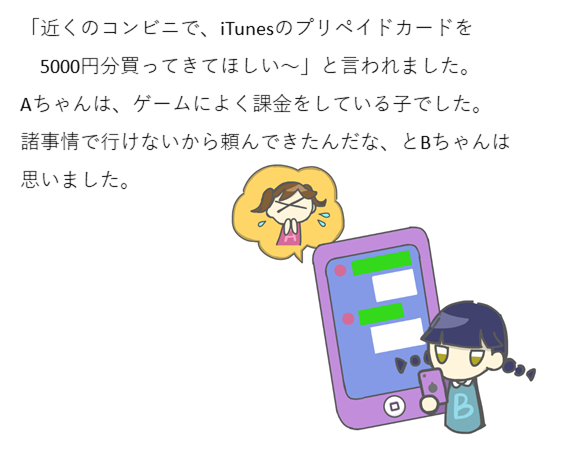 「近くのコンビニで、iTunesのプリペイドカードを
5000円分買ってきてほしい～」と言われました。
Aちゃんは、ゲームによく課金をしている子でした。
諸事情で行けないから頼んできたんだな、とBちゃんは
思いました。
A
B